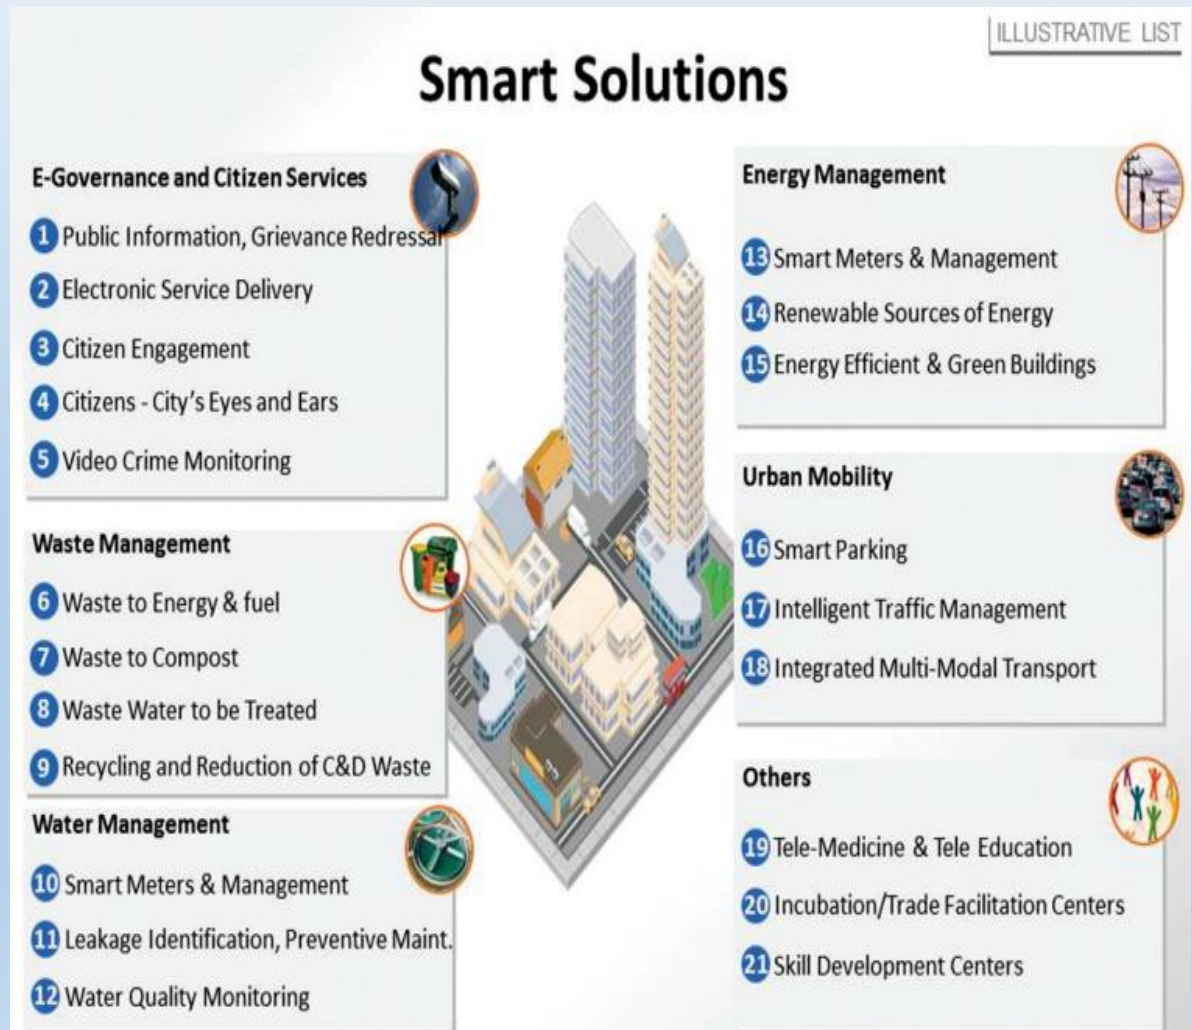 ILLUSTRATIVE LIST
Smart Solutions
E-Governance and Citizen Services
1 Public Information, Grievance Redressal
2 Electronic Service Delivery
3 Citizen Engagement
4 Citizens - City's Eyes and Ears
5 Video Crime Monitoring
Waste Management
6 Waste to Energy & fuel
7 Waste to Compost
8 Waste Water to be Treated
9 Recycling and Reduction of C&D Waste
Water Management
10 Smart Meters & Management
11 Leakage Identification, Preventive Maint.
12 Water Quality Monitoring
Energy Management
13 Smart Meters & Management
14 Renewable Sources of Energy
15 Energy Efficient & Green Buildings
Urban Mobility
16 Smart Parking
17 Intelligent Traffic Management
18 Integrated Multi-Modal Transport
Others
19 Tele-Medicine & Tele Education
20 Incubation/Trade Facilitation Centers
21 Skill Development Centers